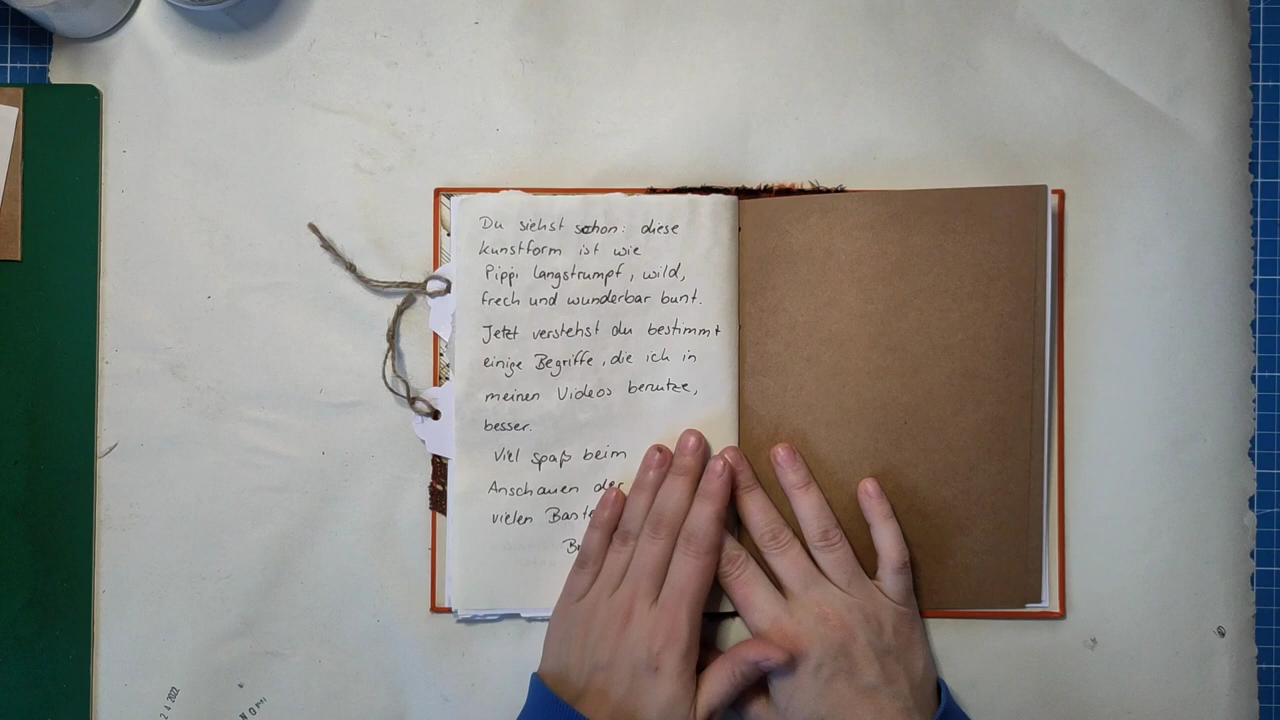 Du siehst schon: diese
kunstform ist wie
Pippi langstrumpf, wild,
frech und wunderbar bunt.
Jetzt verstehst du bestimmt
einige Begriffe, die ich in
meinen Videos benutze,
besser.
Viel spaß beim
Anschauen der
vielen
2022